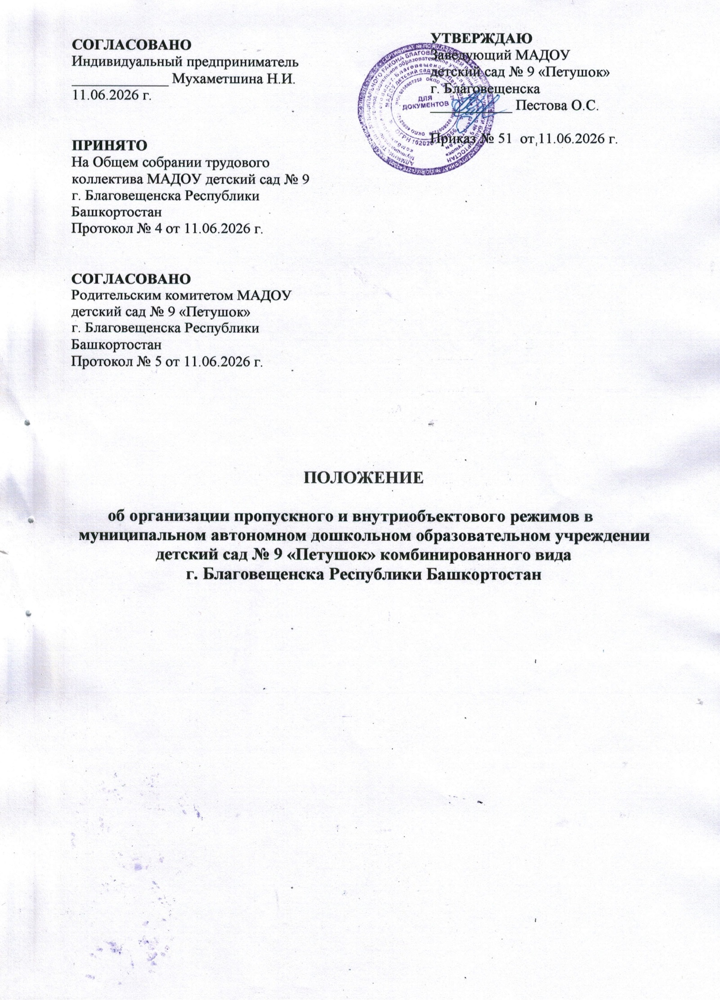 СОГЛАСОВАНО
Индивидуальный предприниматель
_____________ Мухаметшина Н.И.
11.06.2026 г.
УТВЕРЖДАЮ
Заведующий МАДОУ
детский сад № 9 «Петушок»
г. Благовещенска
___________ Пестова О.С.
Приказ № 51 от 11.06.2026 г.
ДЛЯ
ДОКУМЕНТОВ
ПРИНЯТО
На Общем собрании трудового
коллектива МАДОУ детский сад № 9
г. Благовещенска Республики
Башкортостан
Протокол № 4 от 11.06.2026 г.
СОГЛАСОВАНО
Родительским комитетом МАДОУ
детский сад № 9 «Петушок»
г. Благовещенска Республики
Башкортостан
Протокол № 5 от 11.06.2026 г.
ПОЛОЖЕНИЕ
об организации пропускного и внутриобъектового режимов в
муниципальном автономном дошкольном образовательном учреждении
детский сад № 9 «Петушок» комбинированного вида
г. Благовещенска Республики Башкортостан